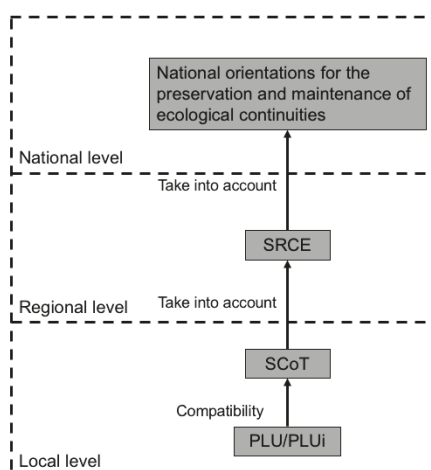 National orientations for the
preservation and maintenance of
ecological continuities
National level
Take into account
SRCE
Regional level
Take into account
SCoT
Compatibility
PLU/PLUi
Local level